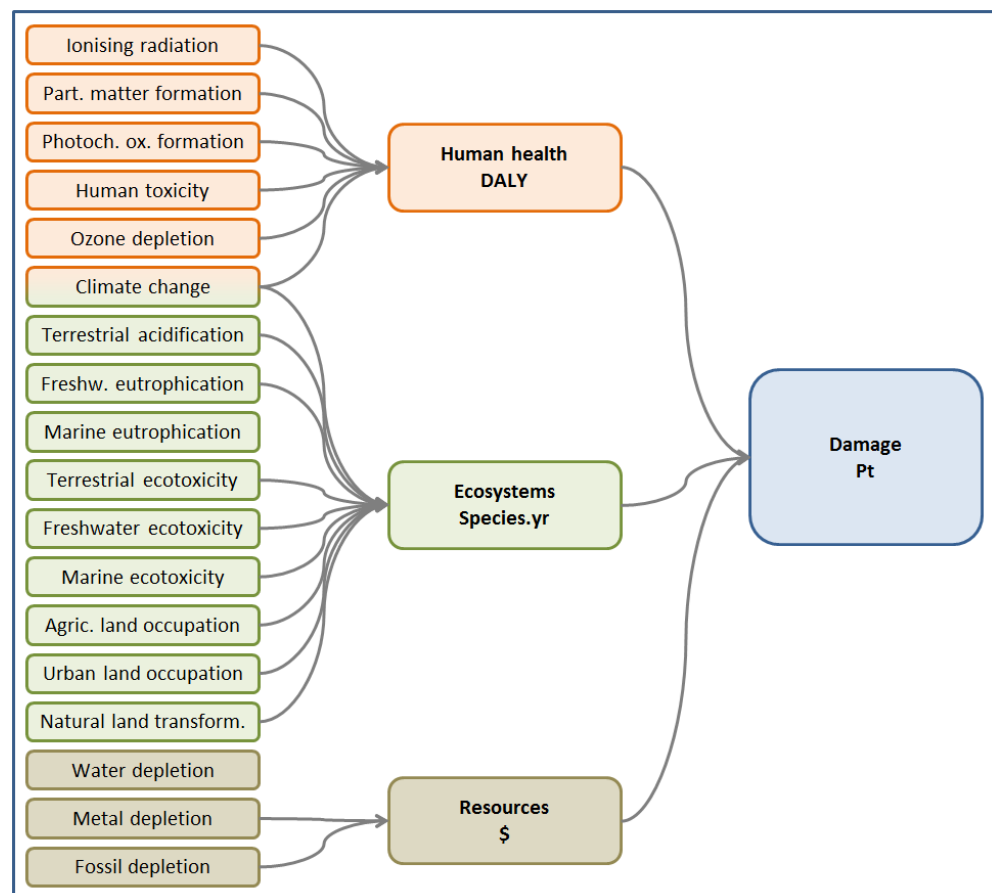 Ionising radiation
Part. matter formation
Photoch. ox. formation
Human toxicity
Ozone depletion
Climate change
Terrestrial acidification
Freshw. eutrophication
Marine eutrophication
Terrestrial ecotoxicity
Freshwater ecotoxicity
Marine ecotoxicity
Agric. land occupation
Urban land occupation
Natural land transform.
Water depletion
Metal depletion
Fossil depletion
Human health
DALY
Ecosystems
Species.yr
Resources
$
Damage
Pt